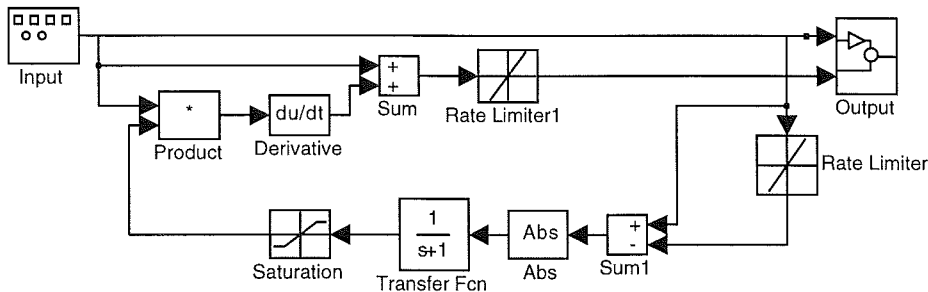 Input
+
+
Sum
Rate Limiter1
Output
*
Product
du/dt
Derivative
Rate Limiter
Saturation
1
s+1
Transfer Fcn
Abs
Abs
+
-
Sum1